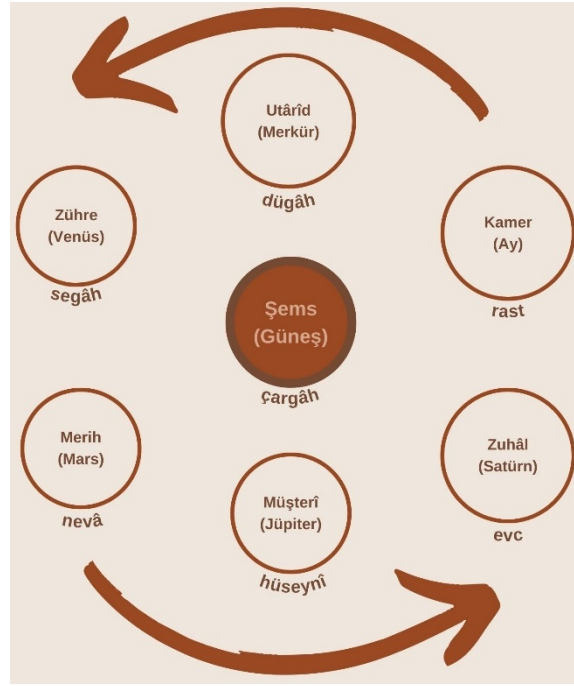 Utârîd
(Merkür)
dügâh
Zühre
(Venüs)
segâh
Kamer
(Ay)
rast
Şems
(Güneş)
çargâh
Merih
(Mars)
nevâ
Müşterî
(Jüpiter)
hüseynî
Zuhâl
(Satürn)
evc